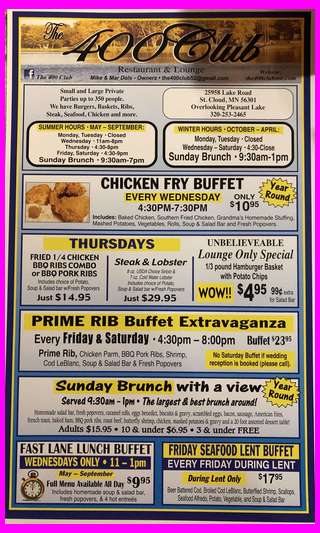 The 400 Club
Restaurant & Lounge
The 400 Club
Mike & Mar Dols - Owners • the400club52@gmail.com
Website:
the400clubmn.com
Small and Large Private
Parties up to 350 people.
We have Burgers, Baskets, Ribs,
Steak, Seafood, Chicken and more.
25958 Lake Road
St. Cloud, MN 56301
Overlooking Pleasant Lake
320-253-2465
SUMMER HOURS • MAY – SEPTEMBER:
Monday, Tuesday • Closed
Wednesday • 11am-8pm
Thursday • 4:30-8pm
Friday, Saturday • 4:30-9pm
Sunday Brunch • 9:30am-7pm
WINTER HOURS • OCTOBER – APRIL:
Monday, Tuesday • Closed
Wednesday – Saturday • 4:30-Close
Sunday Brunch • 9:30am-1pm
CHICKEN FRY BUFFET
EVERY WEDNESDAY
4:30PM-7:30PM
ONLY
$10.95
Year
Round
Includes: Baked Chicken, Southern Fried Chicken, Grandma's Homemade Stuffing,
Mashed Potatoes, Vegetables, Rolls, Soup & Salad Bar and Fresh Popovers.
THURSDAYS
FRIED 1/4 CHICKEN
BBQ RIBS COMBO
or BBQ PORK RIBS
Includes choice of Potato,
Soup & Salad Bar w/Fresh Popovers
Just $14.95
Steak & Lobster
8 oz. USDA Choice Select &
7 oz. Cold Water Lobster
Includes choice of Potato,
Soup & Salad Bar w/Fresh Popovers
Just $29.95
UNBELIEVEABLE
Lounge Only Special
1/3 pound Hamburger Basket
with Potato Chips
WOW!! $4.95 99¢ extra
for Salad Bar
PRIME RIB Buffet Extravaganza
Every Friday & Saturday • 4:30pm – 8:00pm Buffet $23.95
Prime Rib, Chicken Parm, BBQ Pork Ribs, Shrimp,
Cod LeBlanc, Soup & Salad Bar & Fresh Popovers
No Saturday Buffet if wedding
reception is booked (please call).
Sunday Brunch with a view
Year
Round
Served 9:30am – 1pm • The largest & best brunch around!
Homemade salad bar, fresh popovers, caramel rolls, eggs benedict, biscuits & gravy, scrambled eggs, bacon, sausage, American fries,
french toast, baked ham, BBQ pork ribs, roast beef, butterfly shrimp, chicken, mashed potatoes & gravy and a 20 foot assorted dessert table!
Adults $15.95 • 10 & under $6.95 • 3 & under FREE
FAST LANE LUNCH BUFFET
WEDNESDAYS ONLY • 11 – 1pm
May – September
Full Menu Available All Day
$9.95
Includes homemade soup & salad bar,
fresh popovers, & 4 hot entreés
FRIDAY SEAFOOD LENT BUFFET
EVERY FRIDAY DURING LENT
During Lent Only $17.95
Beer Battered Cod, Broiled Cod LeBlanc, Butterflied Shrimp, Scallops,
Seafood Alfredo, Potato, Vegetable, and Soup & Salad Bar